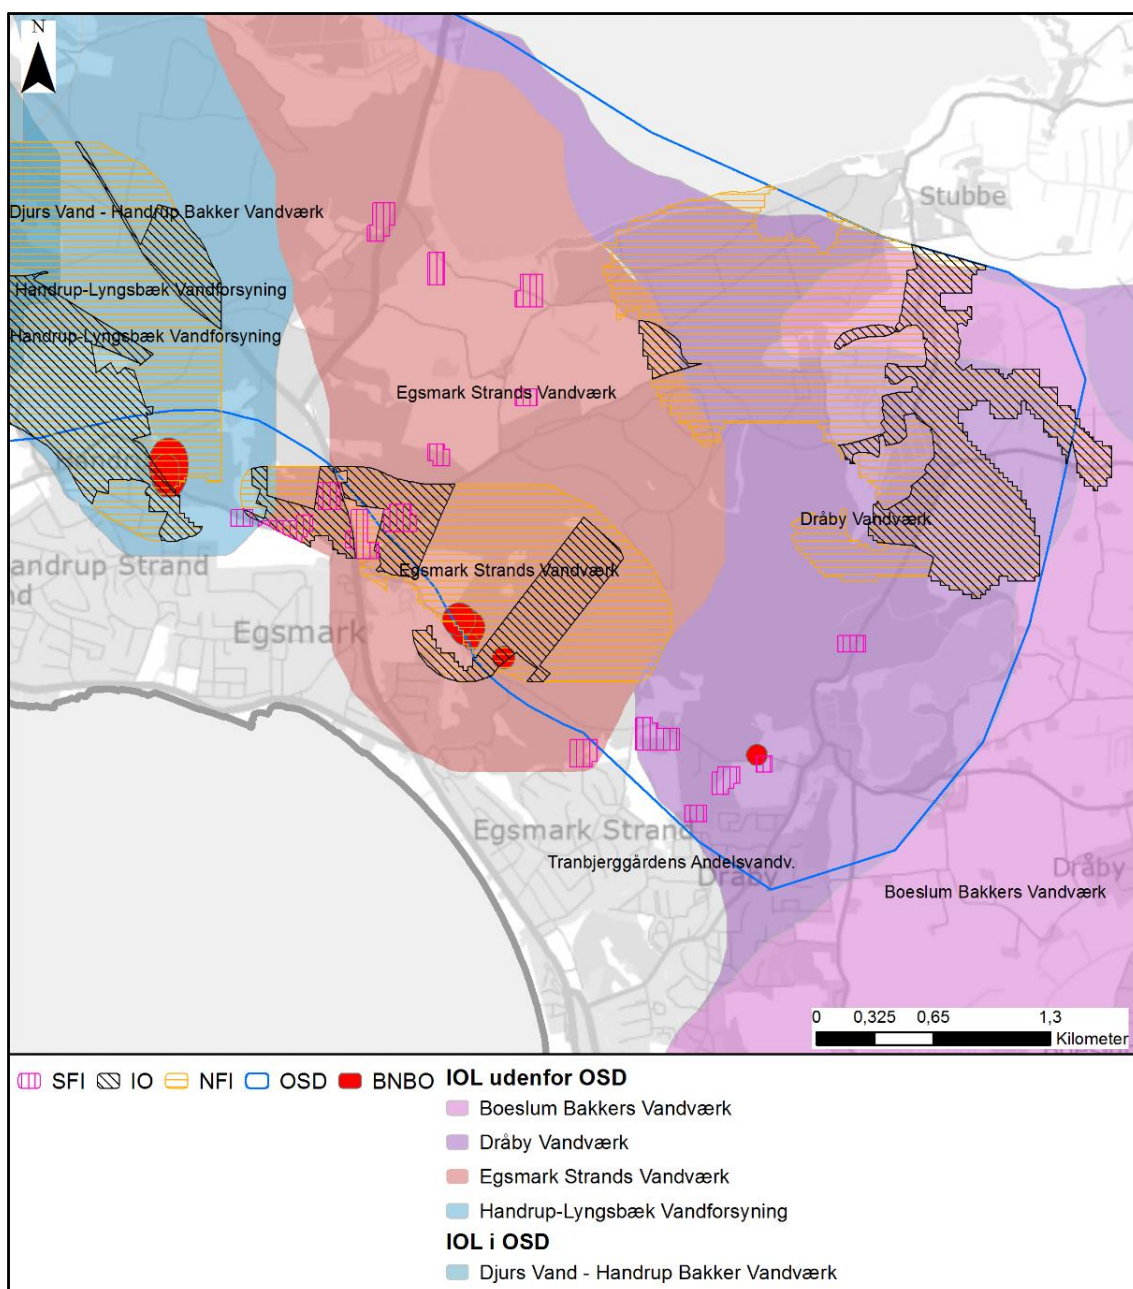 N
Stubbe
Djurs Vand - Handrup Bakker Vandværk
Handrup-Lyngsbæk Vandforsyning
Handrup-Lyngsbæk Vandforsyning
Egsmark Strands Vandværk
Dråby Vandværk
andrup Strand
nd
Egsmark Strands Vandværk
Egsmark
Egsmark Strand
Tranbjerggårdens Andelsvandv.
Dråby
Dråby
Boeslum Bakkers Vandværk
0 0,325 0,65 1,3
Kilometer
SFI IO NFI OSD BNBO
IOL udenfor OSD
Boeslum Bakkers Vandværk
Dråby Vandværk
Egsmark Strands Vandværk
Handrup-Lyngsbæk Vandforsyning
IOL i OSD
Djurs Vand - Handrup Bakker Vandværk